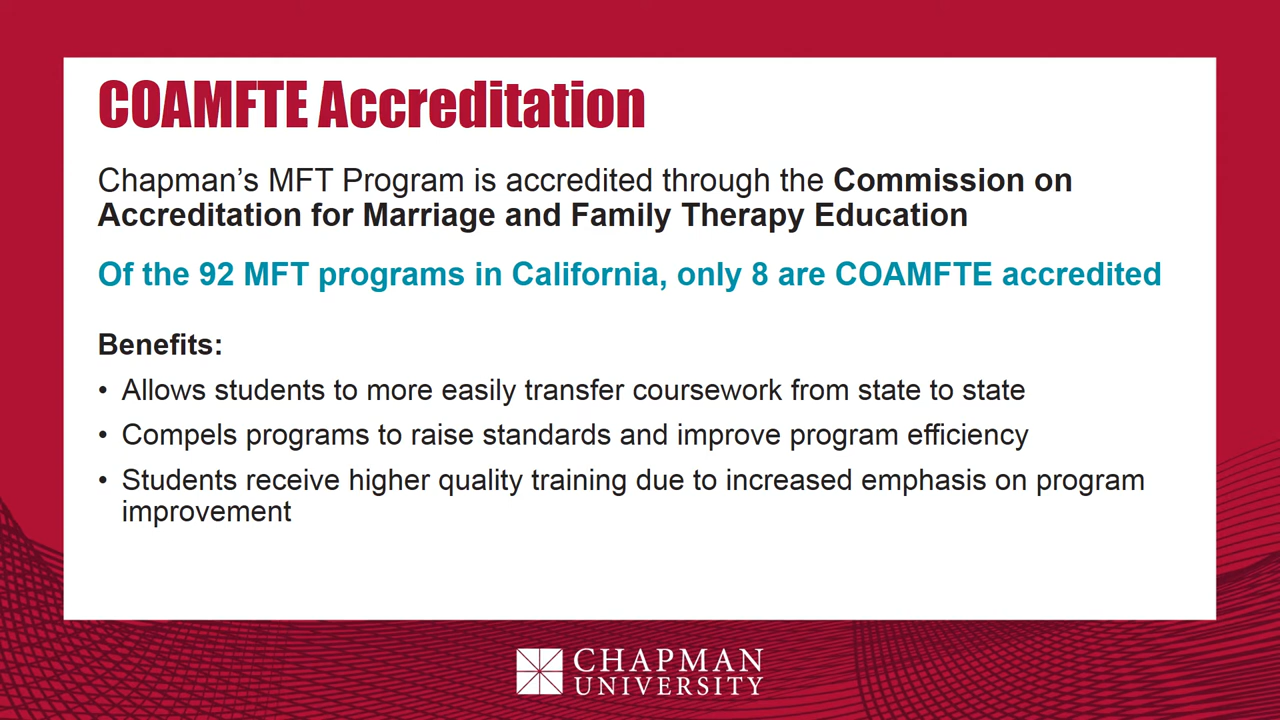 COAMFTE Accreditation
Chapman’s MFT Program is accredited through the Commission on
Accreditation for Marriage and Family Therapy Education
Of the 92 MFT programs in California, only 8 are COAMFTE accredited
Benefits:
• Allows students to more easily transfer coursework from state to state
• Compels programs to raise standards and improve program efficiency
• Students receive higher quality training due to increased emphasis on program
improvement
CHAPMAN
UNIVERSITY